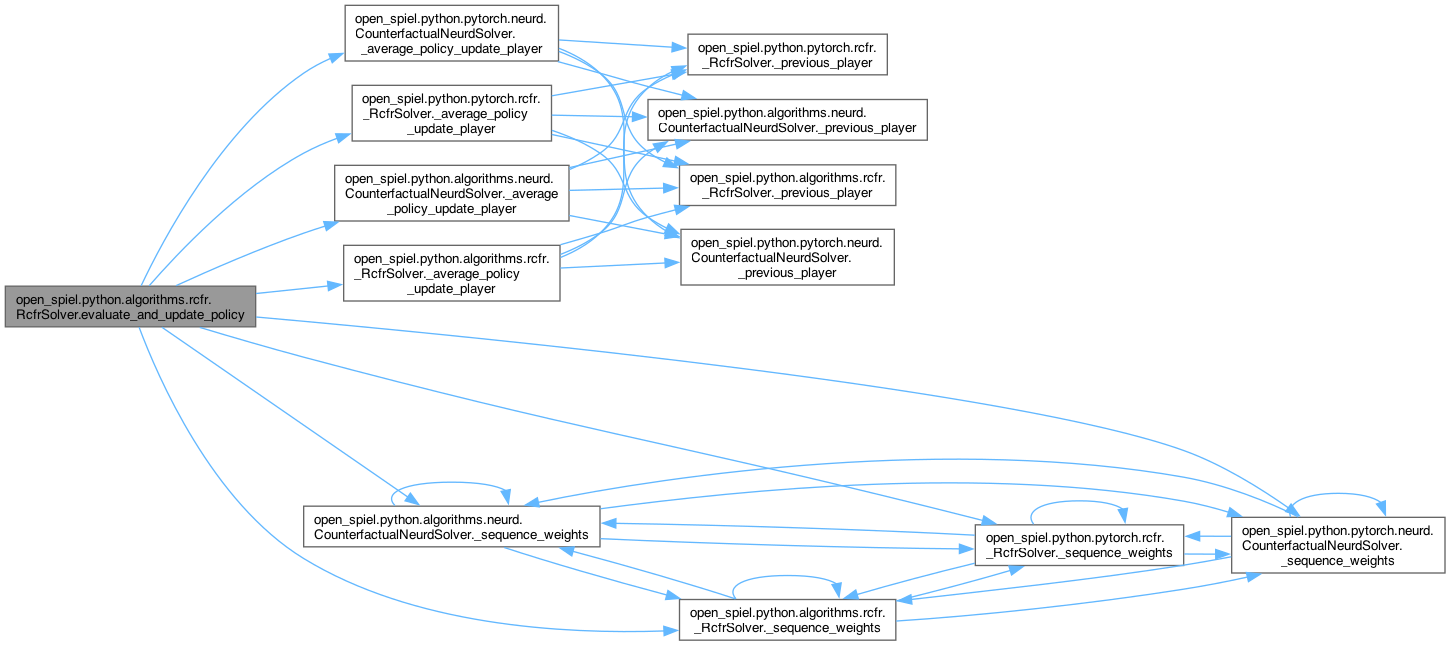 open_spiel.python.pytorch.neurd.
CounterfactualNeurdSolver.
_average_policy_update_player
open_spiel.python.pytorch.rcfr.
_RcfrSolver._previous_player
open_spiel.python.pytorch.rcfr.
_RcfrSolver._average_policy
_update_player
open_spiel.python.algorithms.neurd.
CounterfactualNeurdSolver._previous_player
open_spiel.python.algorithms.neurd.
CounterfactualNeurdSolver._average
_policy_update_player
open_spiel.python.algorithms.rcfr.
_RcfrSolver._previous_player
open_spiel.python.algorithms.rcfr.
_RcfrSolver._average_policy
_update_player
open_spiel.python.pytorch.neurd.
CounterfactualNeurdSolver.
_previous_player
open_spiel.python.algorithms.rcfr.
RcfrSolver.evaluate_and_update_policy
open_spiel.python.algorithms.neurd.
CounterfactualNeurdSolver._sequence_weights
open_spiel.python.pytorch.rcfr.
_RcfrSolver._sequence_weights
open_spiel.python.pytorch.neurd.
CounterfactualNeurdSolver.
_sequence_weights
open_spiel.python.algorithms.rcfr.
_RcfrSolver._sequence_weights